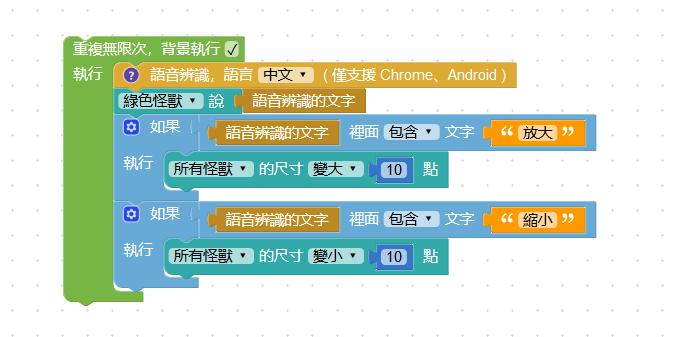 重複無限次，背景執行 ✓
執行 ? 語音辨識，語言 中文 ▼ ( 僅支援 Chrome、Android )
綠色怪獸 ▼ 說 語音辨識的文字
如果 語音辨識的文字 裡面 包含 ▼ 文字 “ 放大 ”
執行 所有怪獸 ▼ 的尺寸 變大 ▼ 10 點
如果 語音辨識的文字 裡面 包含 ▼ 文字 “ 縮小 ”
執行 所有怪獸 ▼ 的尺寸 變小 ▼ 10 點